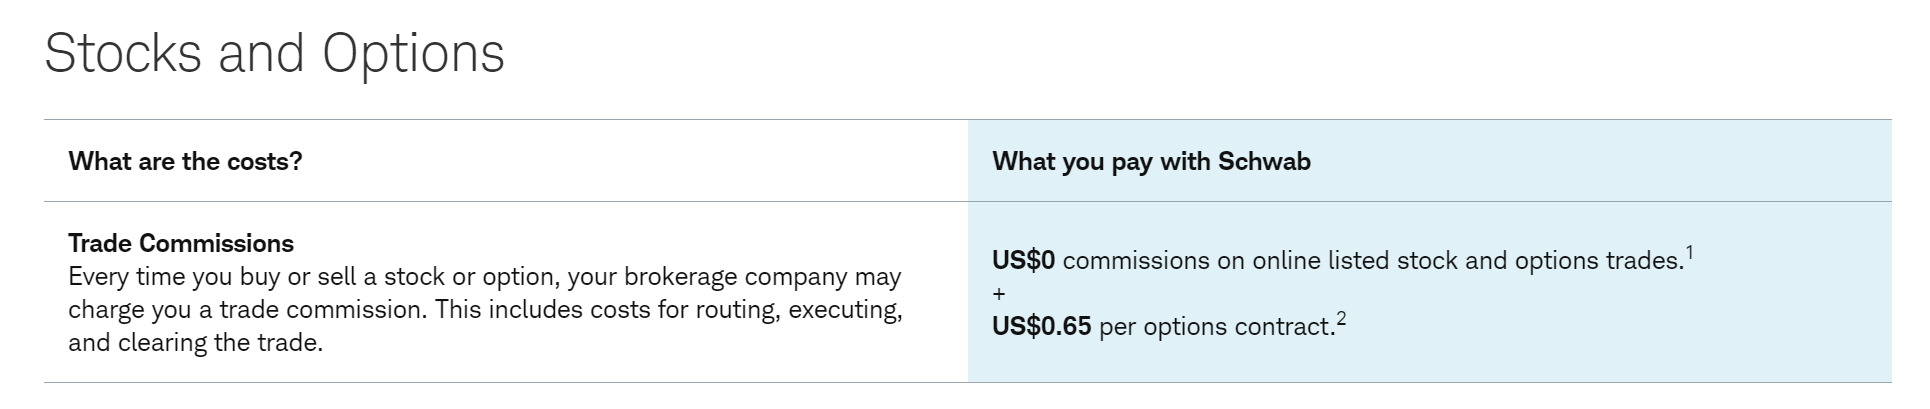 Stocks and Options
What are the costs?
What you pay with Schwab
Trade Commissions
Every time you buy or sell a stock or option, your brokerage company may
charge you a trade commission. This includes costs for routing, executing,
and clearing the trade.
US$0 commissions on online listed stock and options trades.1
+
US$0.65 per options contract.2